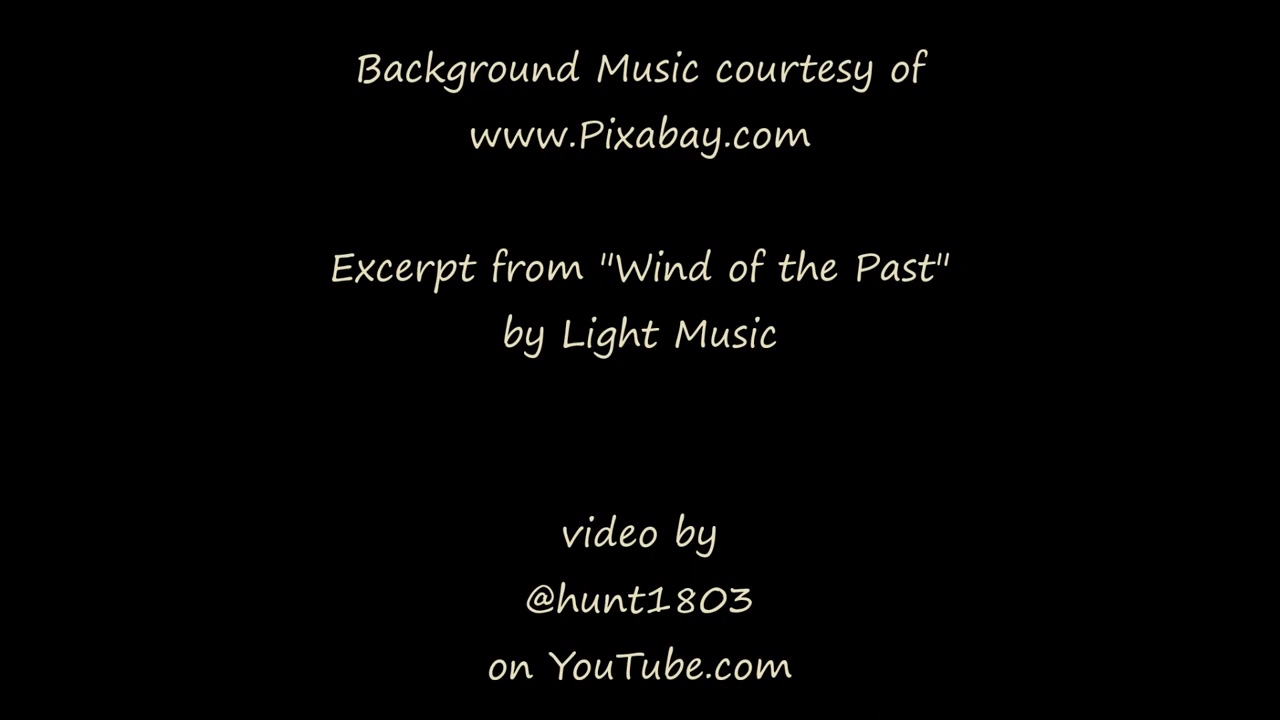 Background Music courtesy of
www.Pixabay.com
Excerpt from "Wind of the Past"
by Light Music
video by
@hunt1803
on YouTube.com